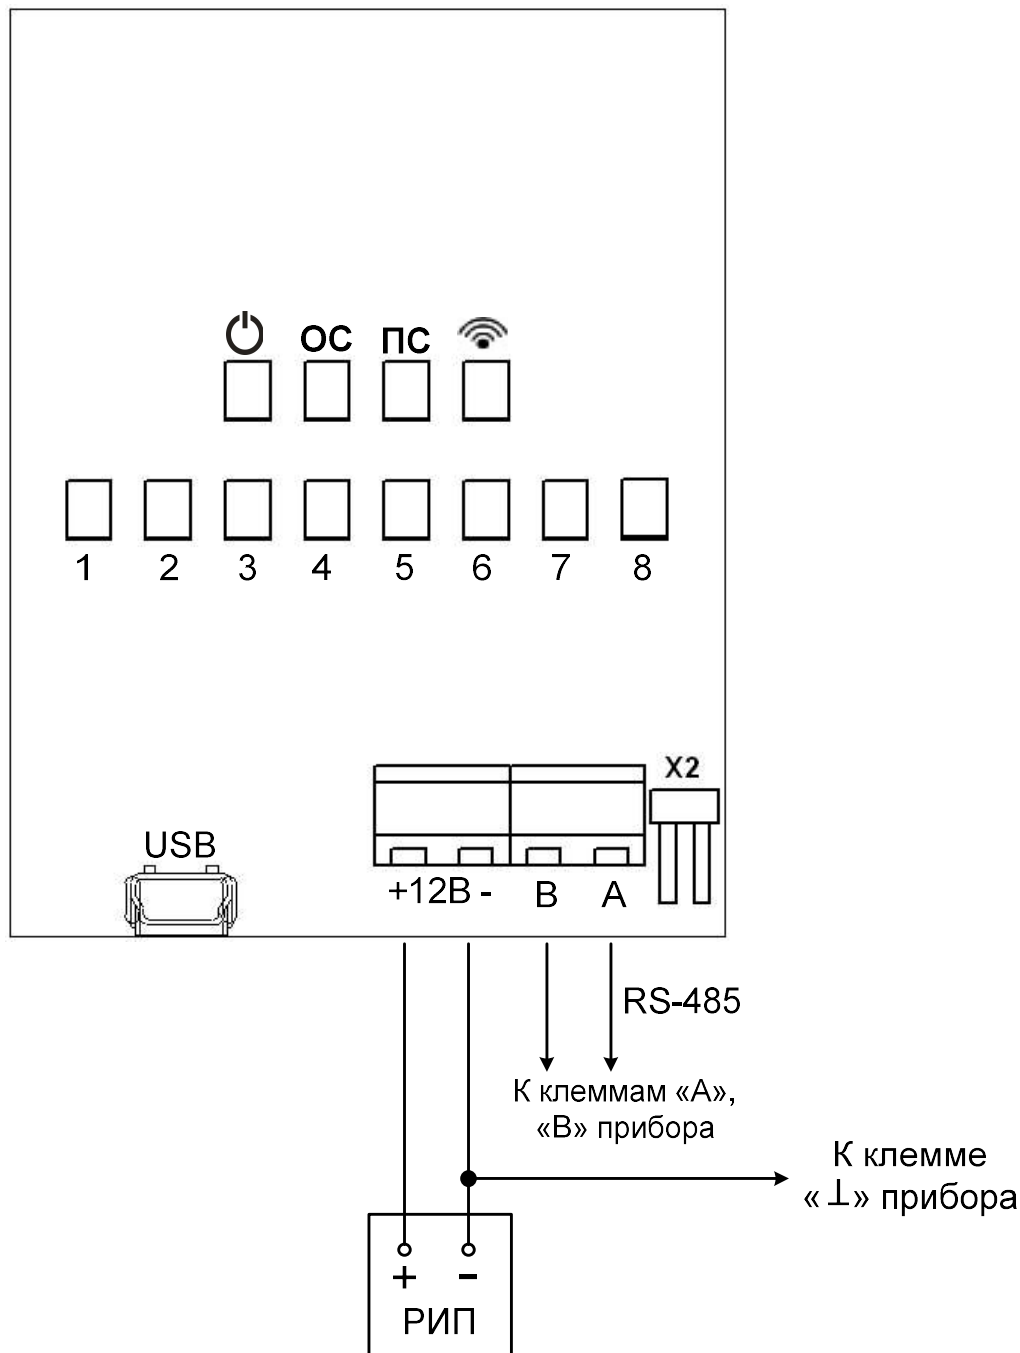 ОС ПС
1 2 3 4 5 6 7 8
X2
USB
+12В - B A
RS-485
К клеммам «А»,
«В» прибора
К клемме
«⊥» прибора
+ −
РИП